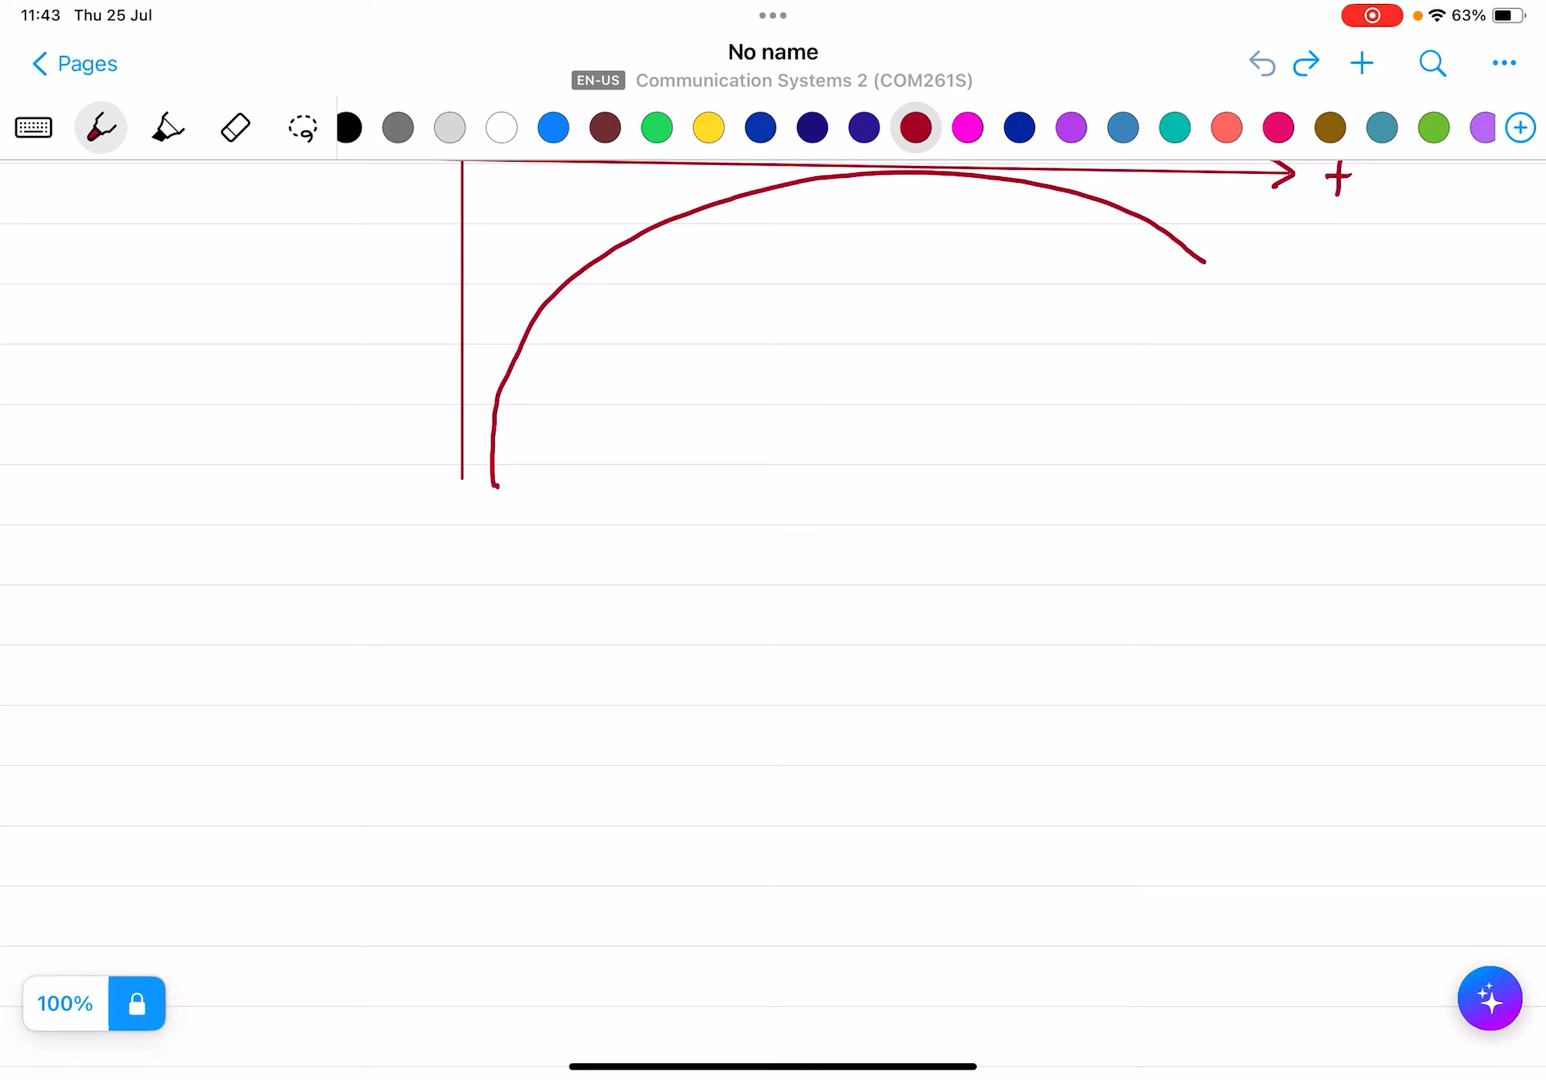 11:43 Thu 25 Jul 63%
No name
Pages
EN-US Communication Systems 2 (COM261S)
t
100%